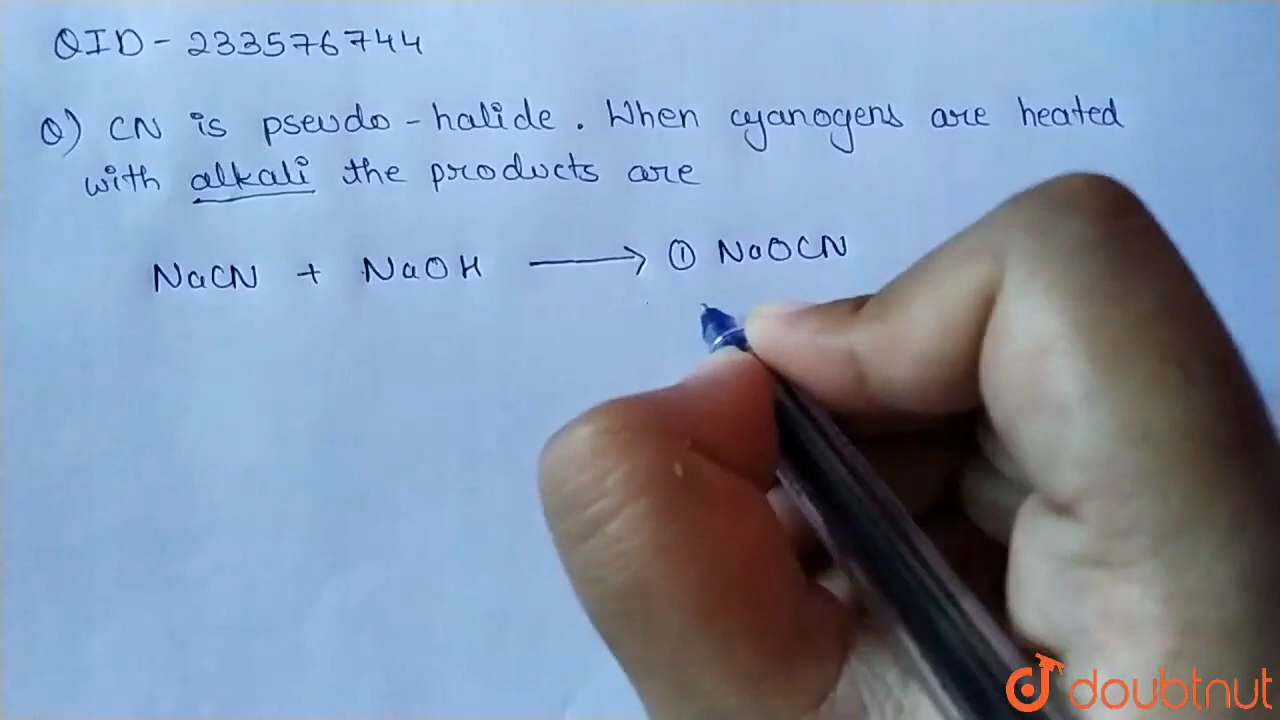 QID - 233576744
Q) CN is pseudo-halide. When cyanogens are heated
with alkali the products are
NaCN + NaOH ⟶ ① NaOCN
doubtnut